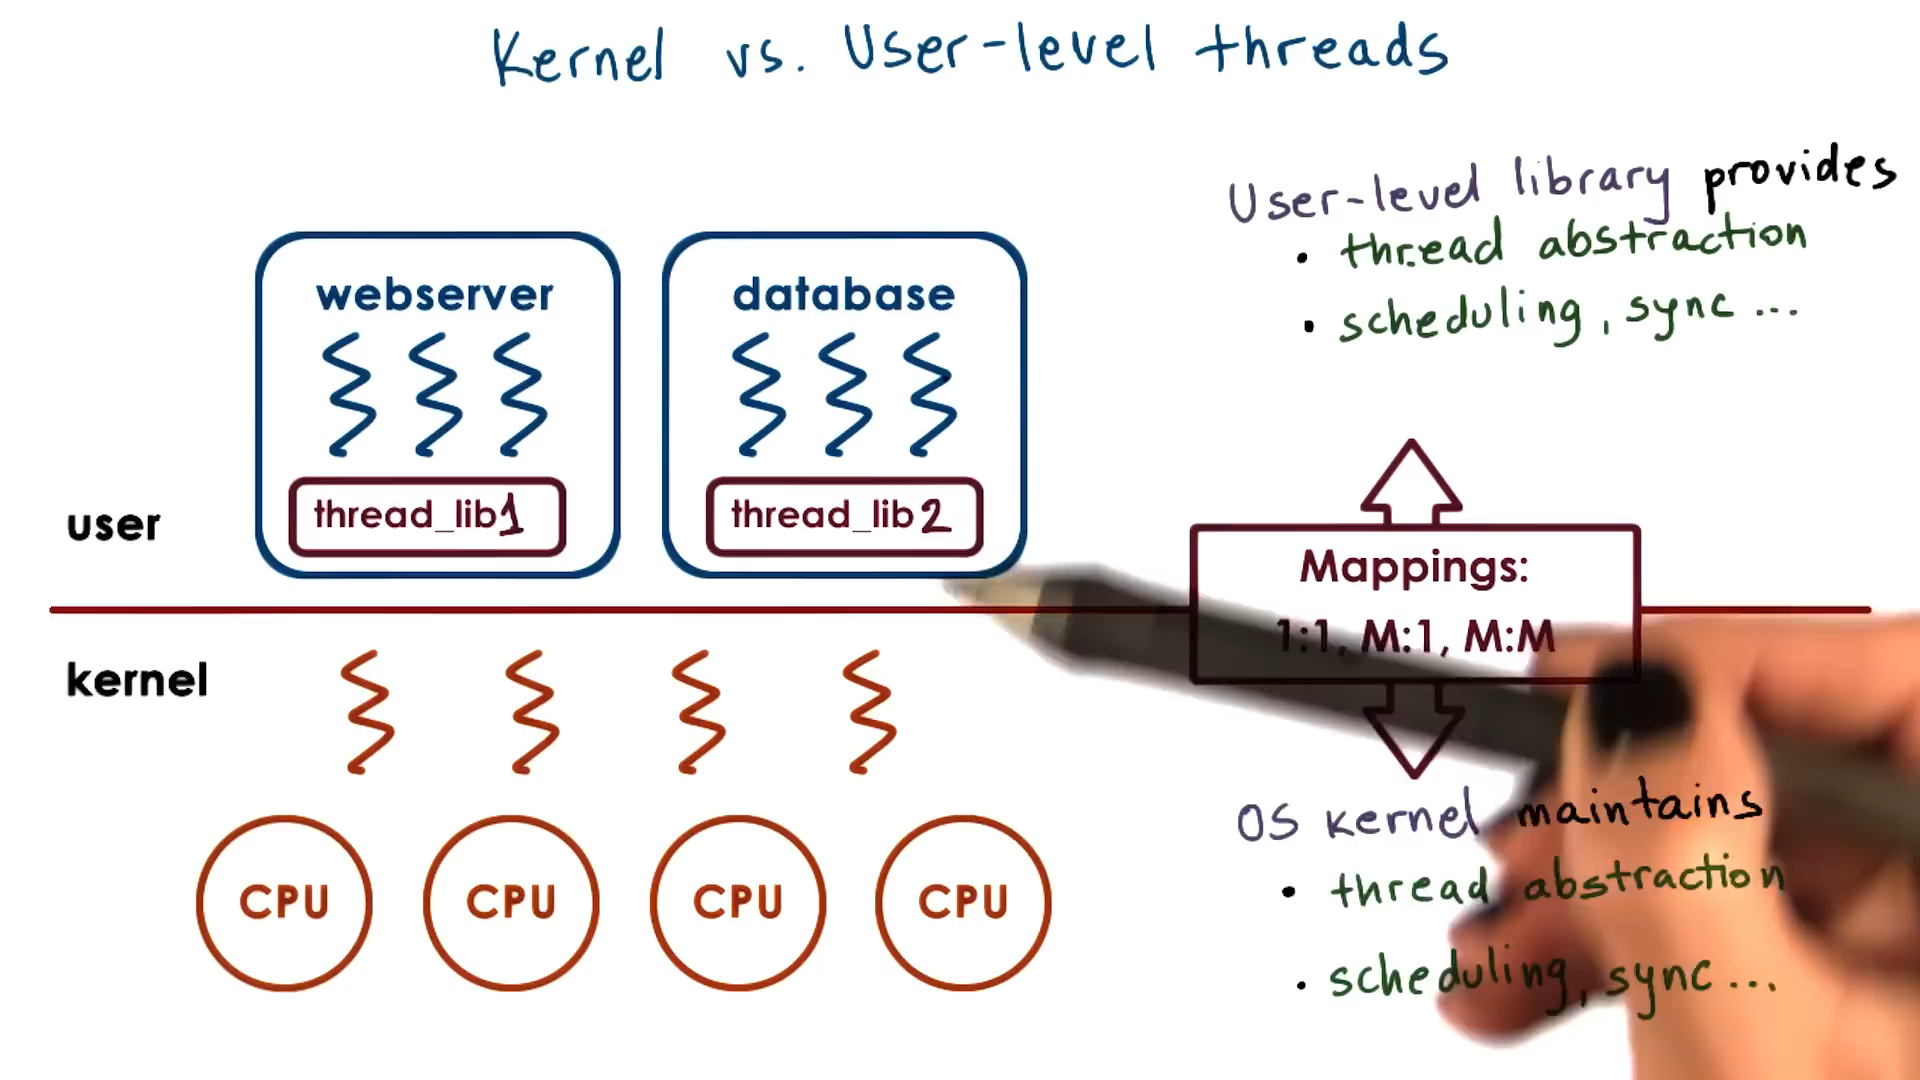 Kernel vs. User-level threads
User-level library provides
• thread abstraction
• scheduling, sync ...
webserver
database
thread_lib1
thread_lib2
user
Mappings:
1:1, M:1, M:M
kernel
OS kernel maintains
• thread abstraction
• scheduling, sync ...
CPU CPU CPU CPU